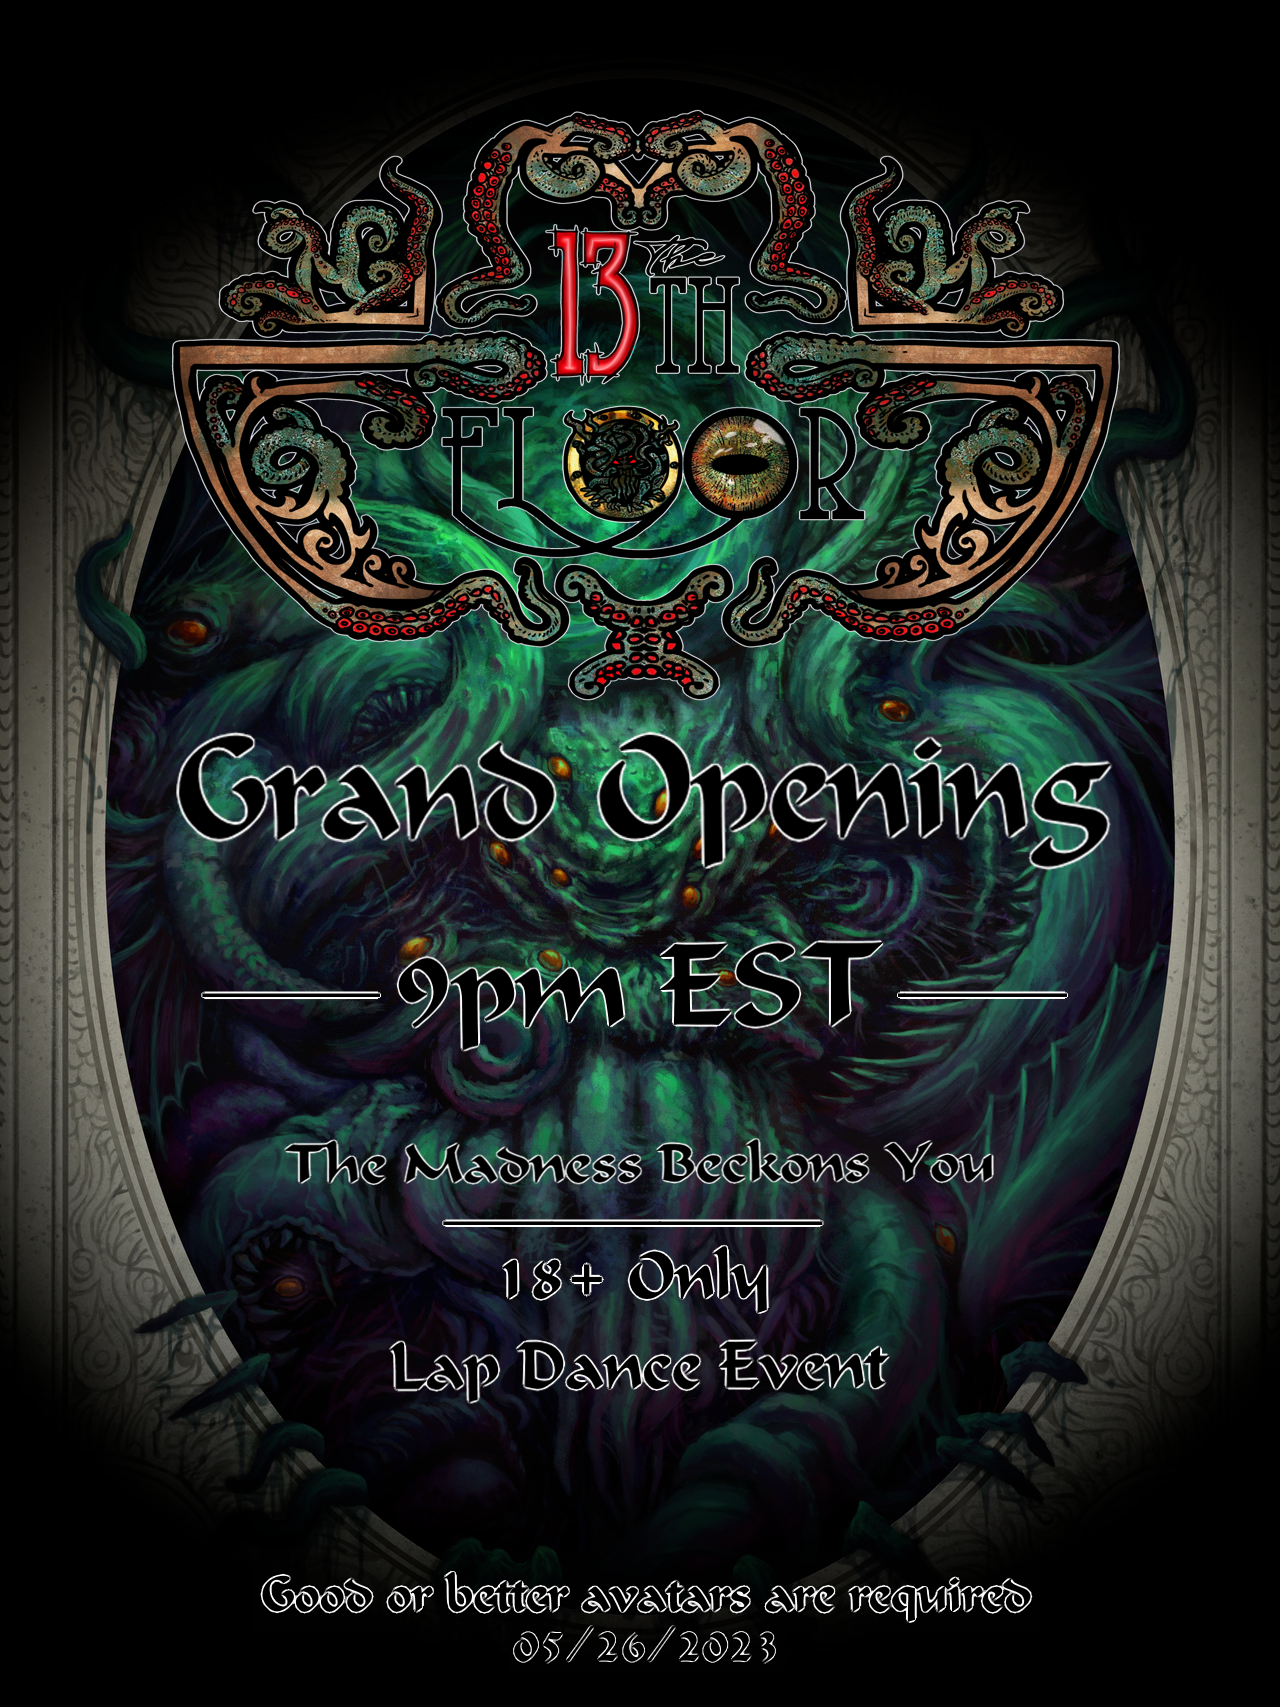 The
13TH
FLOOR
Grand Opening
9pm EST
The Madness Beckons You
18+ Only
Lap Dance Event
Good or better avatars are required
05/26/2023